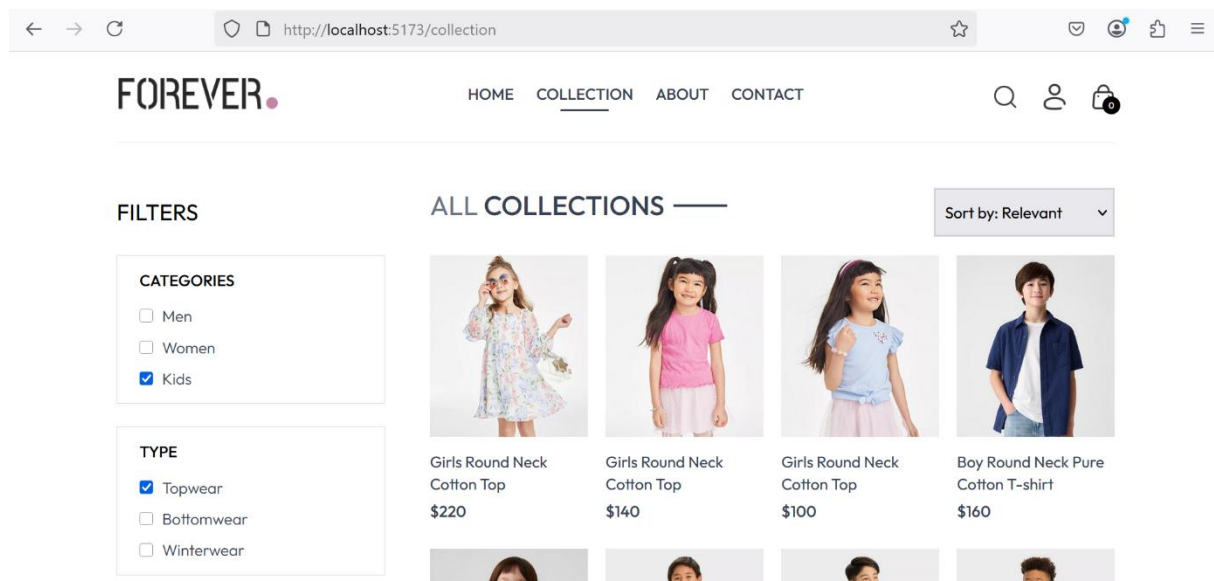 http://localhost:5173/collection
FOREVER.
HOME COLLECTION ABOUT CONTACT
0
FILTERS
CATEGORIES
Men
Women
Kids
TYPE
Topwear
Bottomwear
Winterwear
ALL COLLECTIONS
Sort by: Relevant
Girls Round Neck
Cotton Top
$220
Girls Round Neck
Cotton Top
$140
Girls Round Neck
Cotton Top
$100
Boy Round Neck Pure
Cotton T-shirt
$160